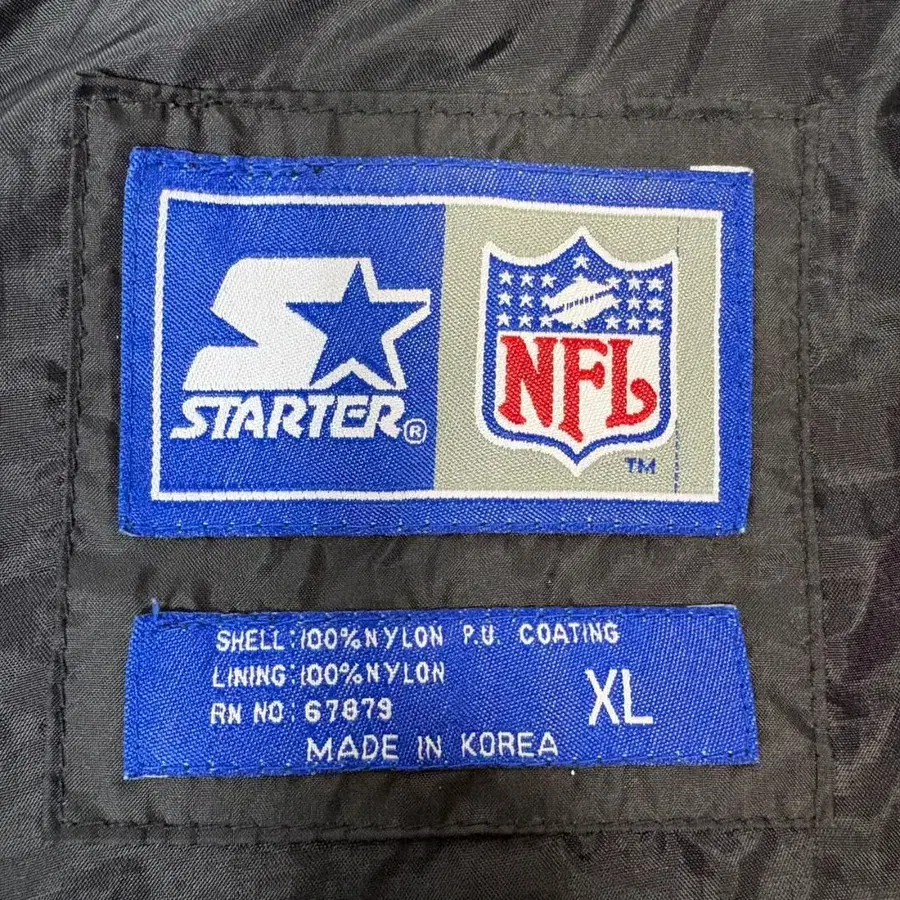 STARTER®
NFL
TM
SHELL:100%NYLON P.U. COATING
LINING:100%NYLON
RN NO: 67879
XL
MADE IN KOREA